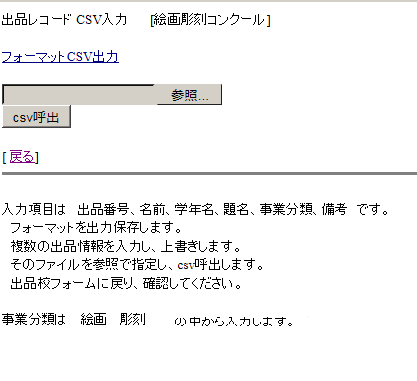 出品レコード CSV入力　[絵画彫刻コンクール]
フォーマットCSV出力
参照...
csv呼出
[ 戻る]
入力項目は　出品番号、名前、学年名、題名、事業分類、備考　です。
フォーマットを出力保存します。
複数の出品情報を入力し、上書きします。
そのファイルを参照で指定し、csv呼出します。
出品校フォームに戻り、確認してください。
事業分類は　絵画　彫刻　の中から入力します。